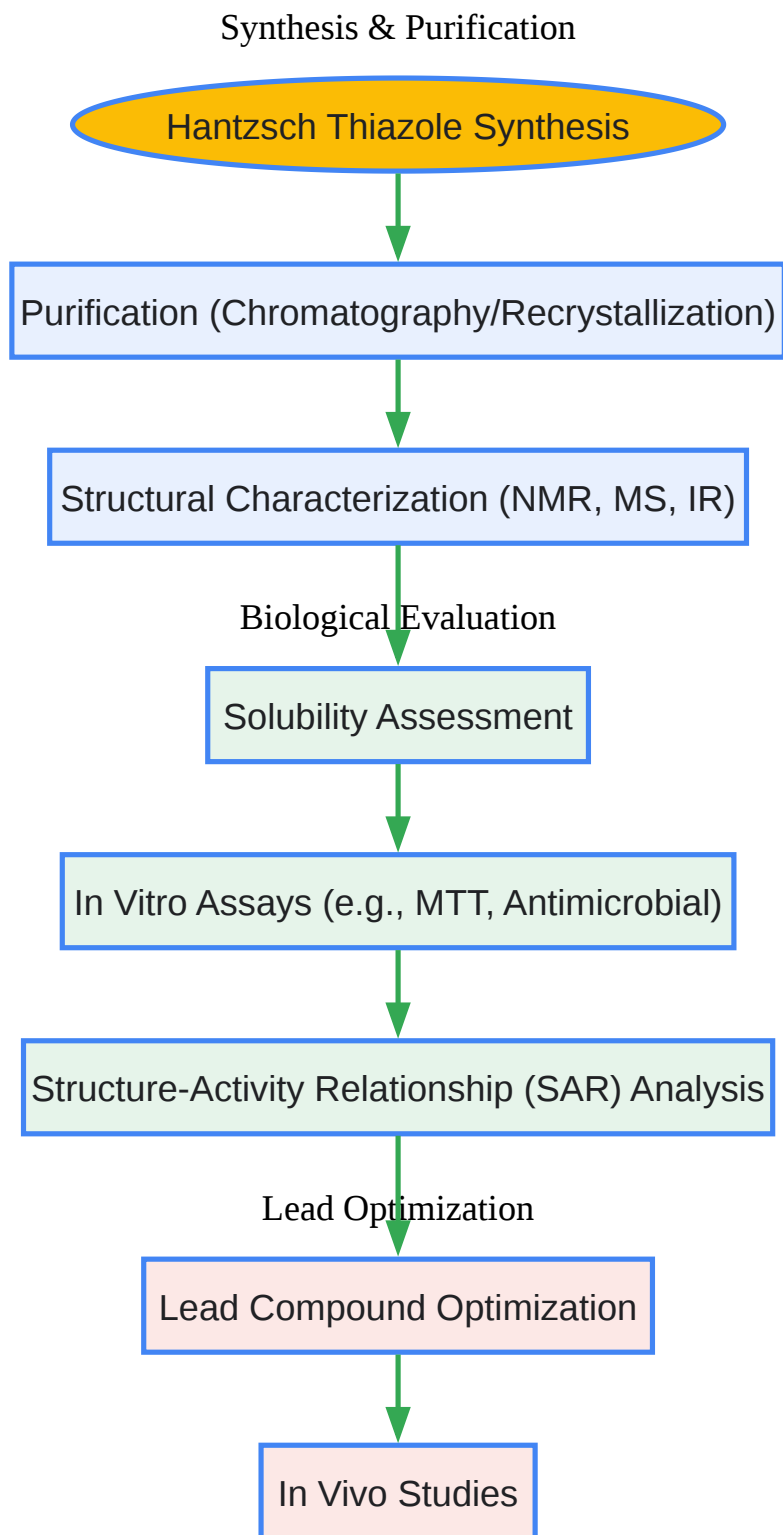 Synthesis & Purification
Hantzsch Thiazole Synthesis
Purification (Chromatography/Recrystallization)
Structural Characterization (NMR, MS, IR)
Biological Evaluation
Solubility Assessment
In Vitro Assays (e.g., MTT, Antimicrobial)
Structure-Activity Relationship (SAR) Analysis
Lead Optimization
Lead Compound Optimization
In Vivo Studies